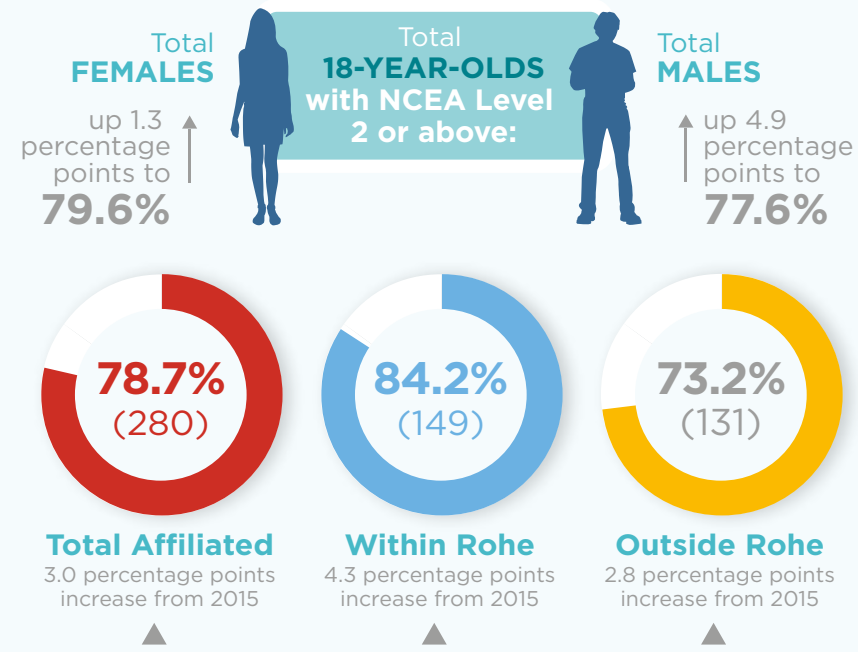 Total
FEMALES
up 1.3
percentage
points to
79.6%
Total
18-YEAR-OLDS
with NCEA Level
2 or above:
Total
MALES
up 4.9
percentage
points to
77.6%
78.7%
(280)
Total Affiliated
3.0 percentage points
increase from 2015
84.2%
(149)
Within Rohe
4.3 percentage points
increase from 2015
73.2%
(131)
Outside Rohe
2.8 percentage points
increase from 2015